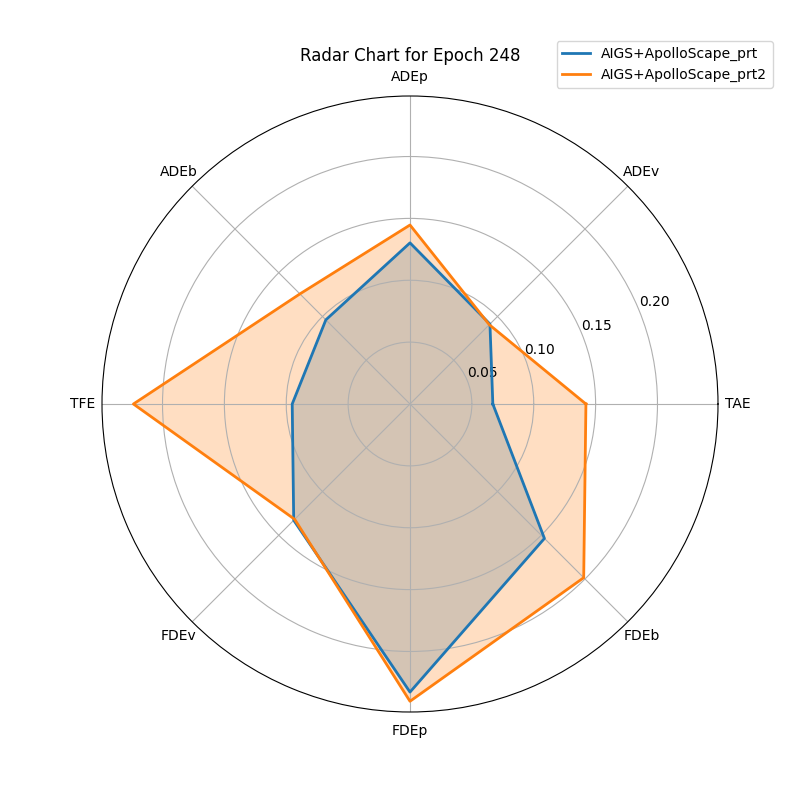 Radar Chart for Epoch 248
AIGS+ApolloScape_prt
AIGS+ApolloScape_prt2
ADEp
ADEb
ADEv
0.20
0.15
0.10
0.05
TFE
TAE
FDEv
FDEb
FDEp